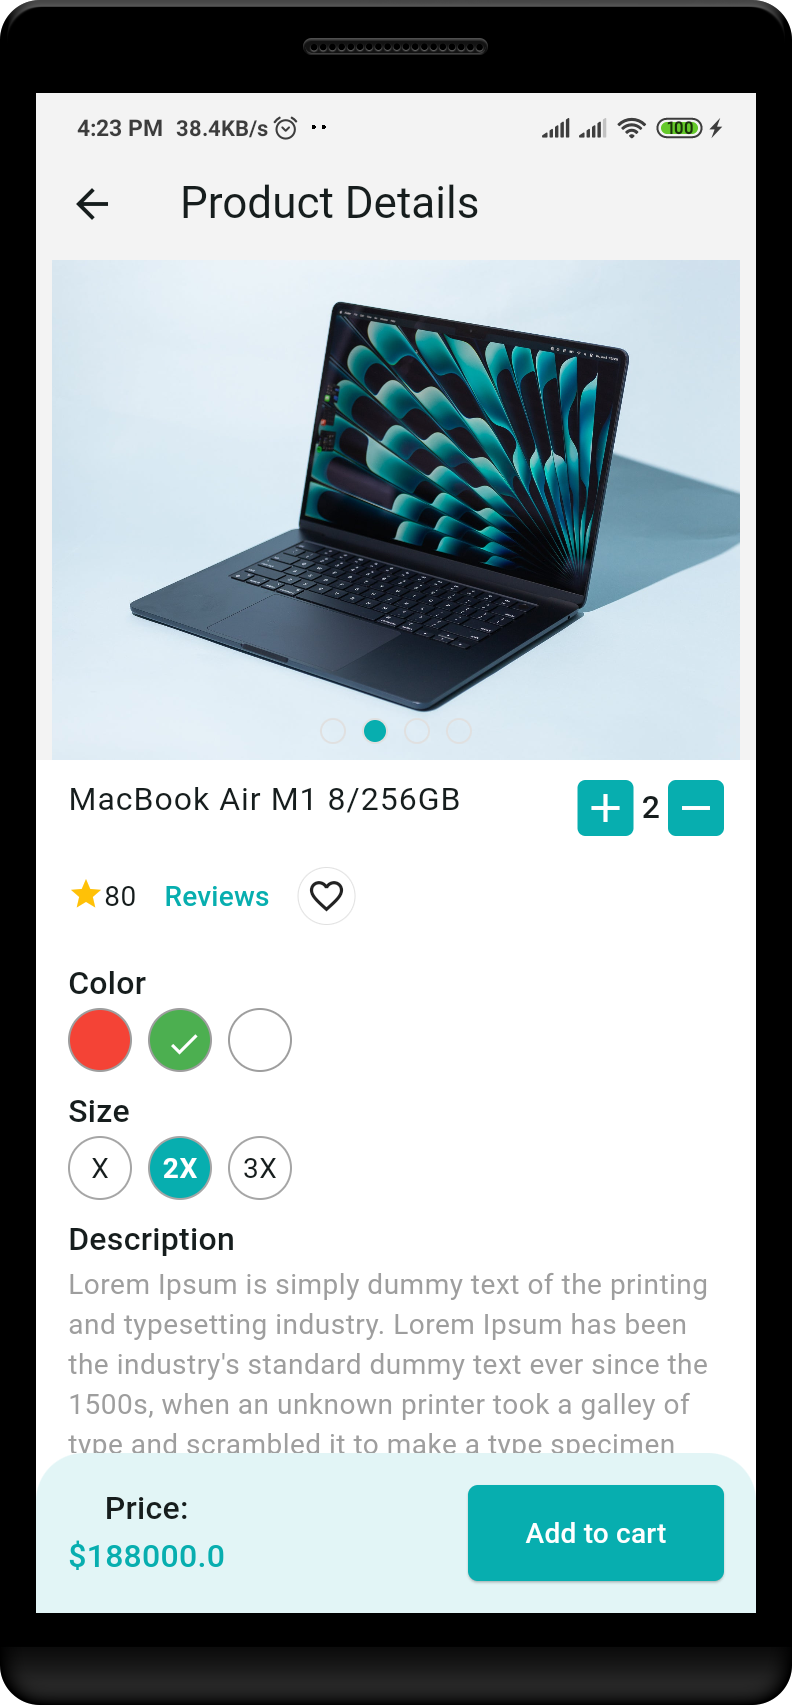 4:23 PM 38.4KB/s 100
Product Details
MacBook Air M1 8/256GB
2
80 Reviews
Color
Size
X 2X 3X
Description
Lorem Ipsum is simply dummy text of the printing
and typesetting industry. Lorem Ipsum has been
the industry's standard dummy text ever since the
1500s, when an unknown printer took a galley of
type and scrambled it to make a type specimen
Price:
$188000.0
Add to cart